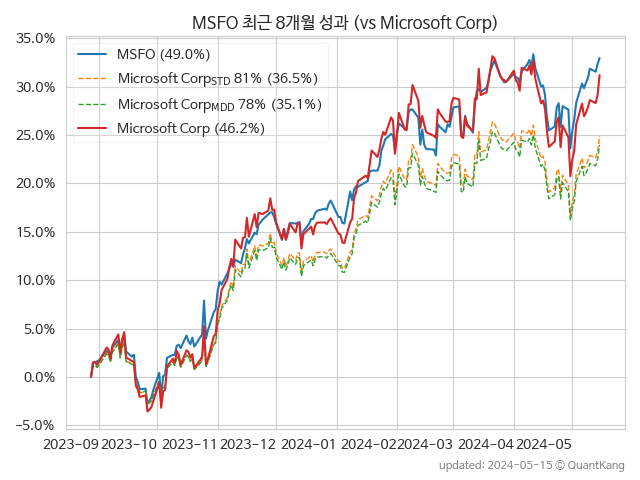 MSFO 최근 8개월 성과 (vs Microsoft Corp)
35.0%
30.0%
25.0%
20.0%
15.0%
10.0%
5.0%
0.0%
−5.0%
MSFO (49.0%)
Microsoft CorpSTD 81% (36.5%)
Microsoft CorpMDD 78% (35.1%)
Microsoft Corp (46.2%)
2023-09 2023-10 2023-11 2023-12 2024-01 2024-02 2024-03 2024-04 2024-05
updated: 2024-05-15 © QuantKang